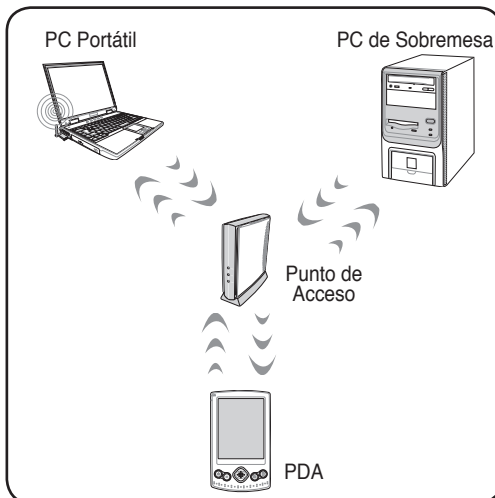 PC Portátil
PC de Sobremesa
Punto de
Acceso
PDA